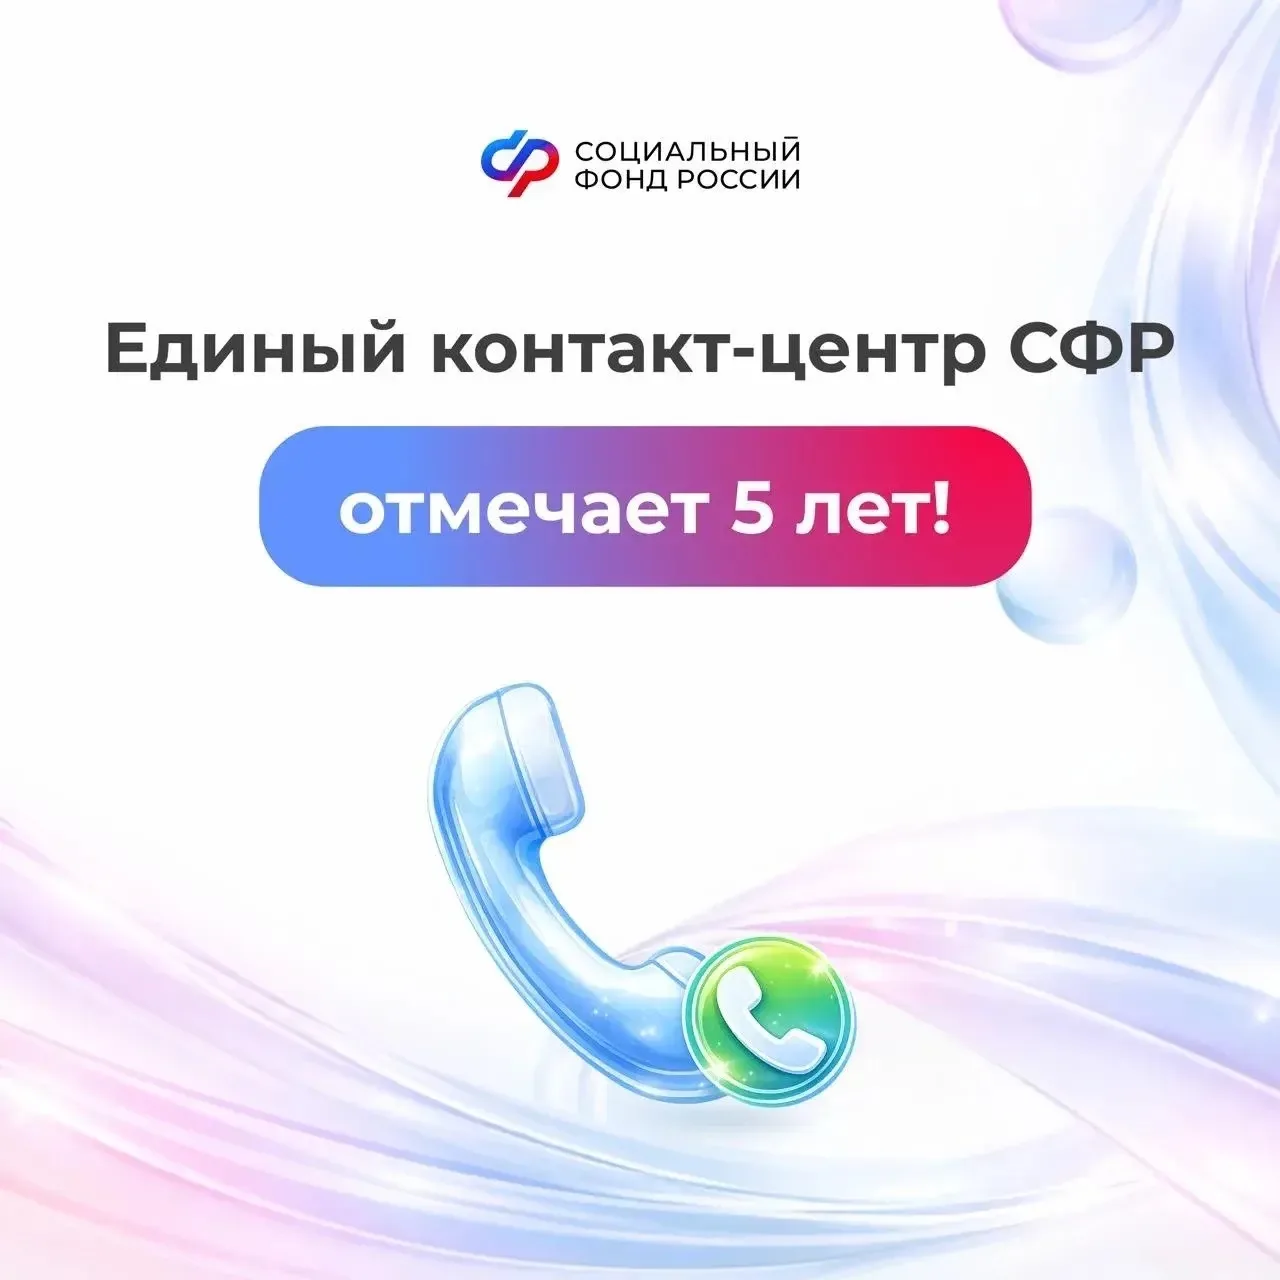 СОЦИАЛЬНЫЙ
ФОНД РОССИИ
Единый контакт-центр СФР
отмечает 5 лет!